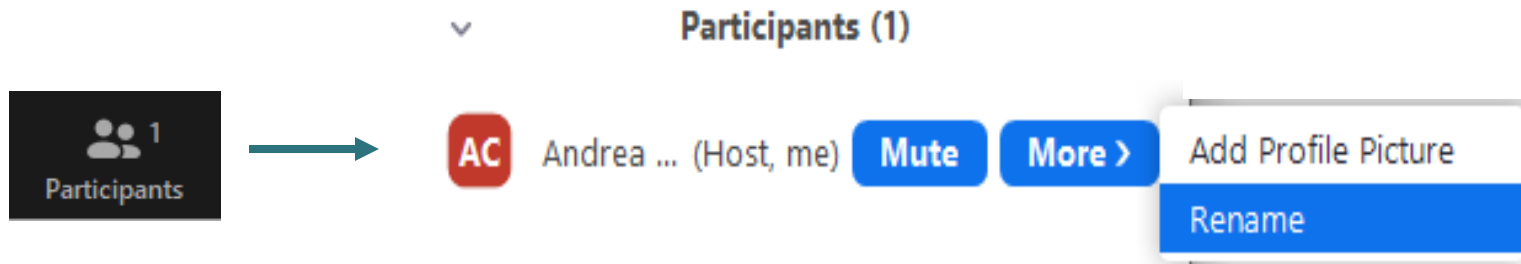 Participants (1)
1
Participants
AC Andrea ... (Host, me) Mute More > Add Profile Picture
Rename